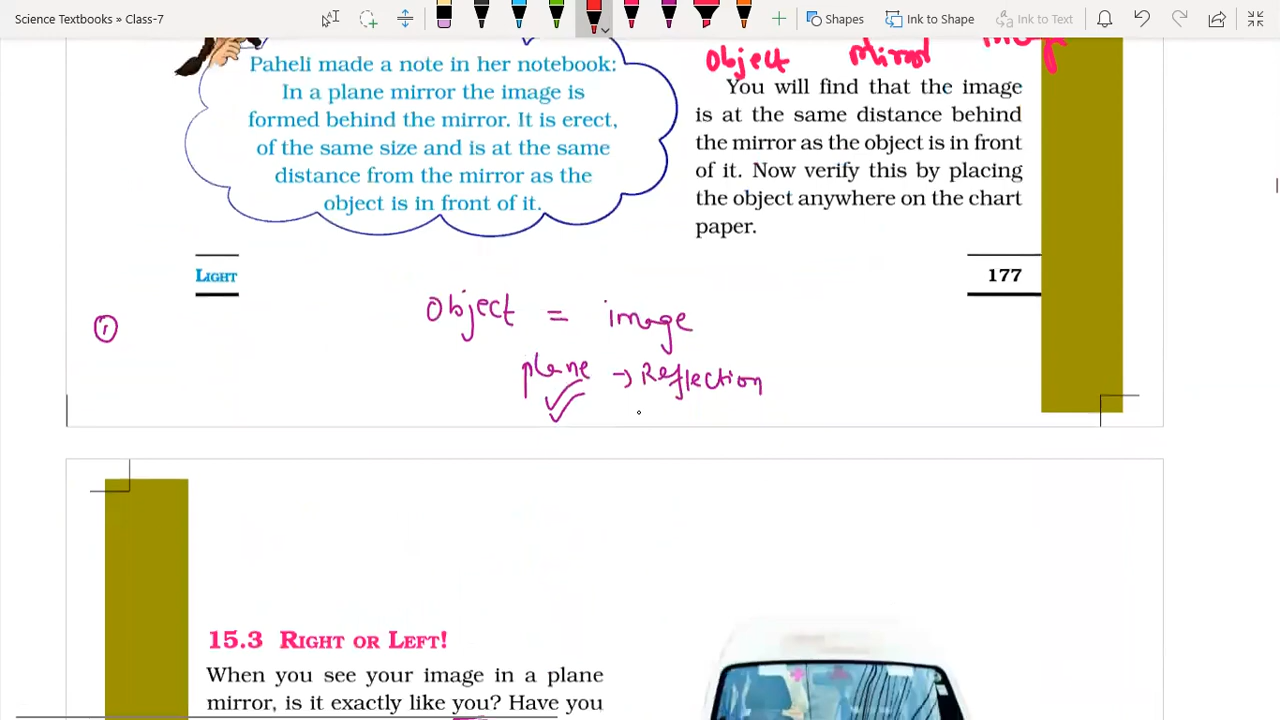 Science Textbooks » Class-7
Shapes
Ink to Shape
Ink to Text
Paheli made a note in her notebook:
In a plane mirror the image is
formed behind the mirror. It is erect,
of the same size and is at the same
distance from the mirror as the
object is in front of it.
Object Mirror
You will find that the image
is at the same distance behind
the mirror as the object is in front
of it. Now verify this by placing
the object anywhere on the chart
paper.
LIGHT
177
1
Object = image
plane → Reflection
15.3 RIGHT OR LEFT!
When you see your image in a plane
mirror, is it exactly like you? Have you